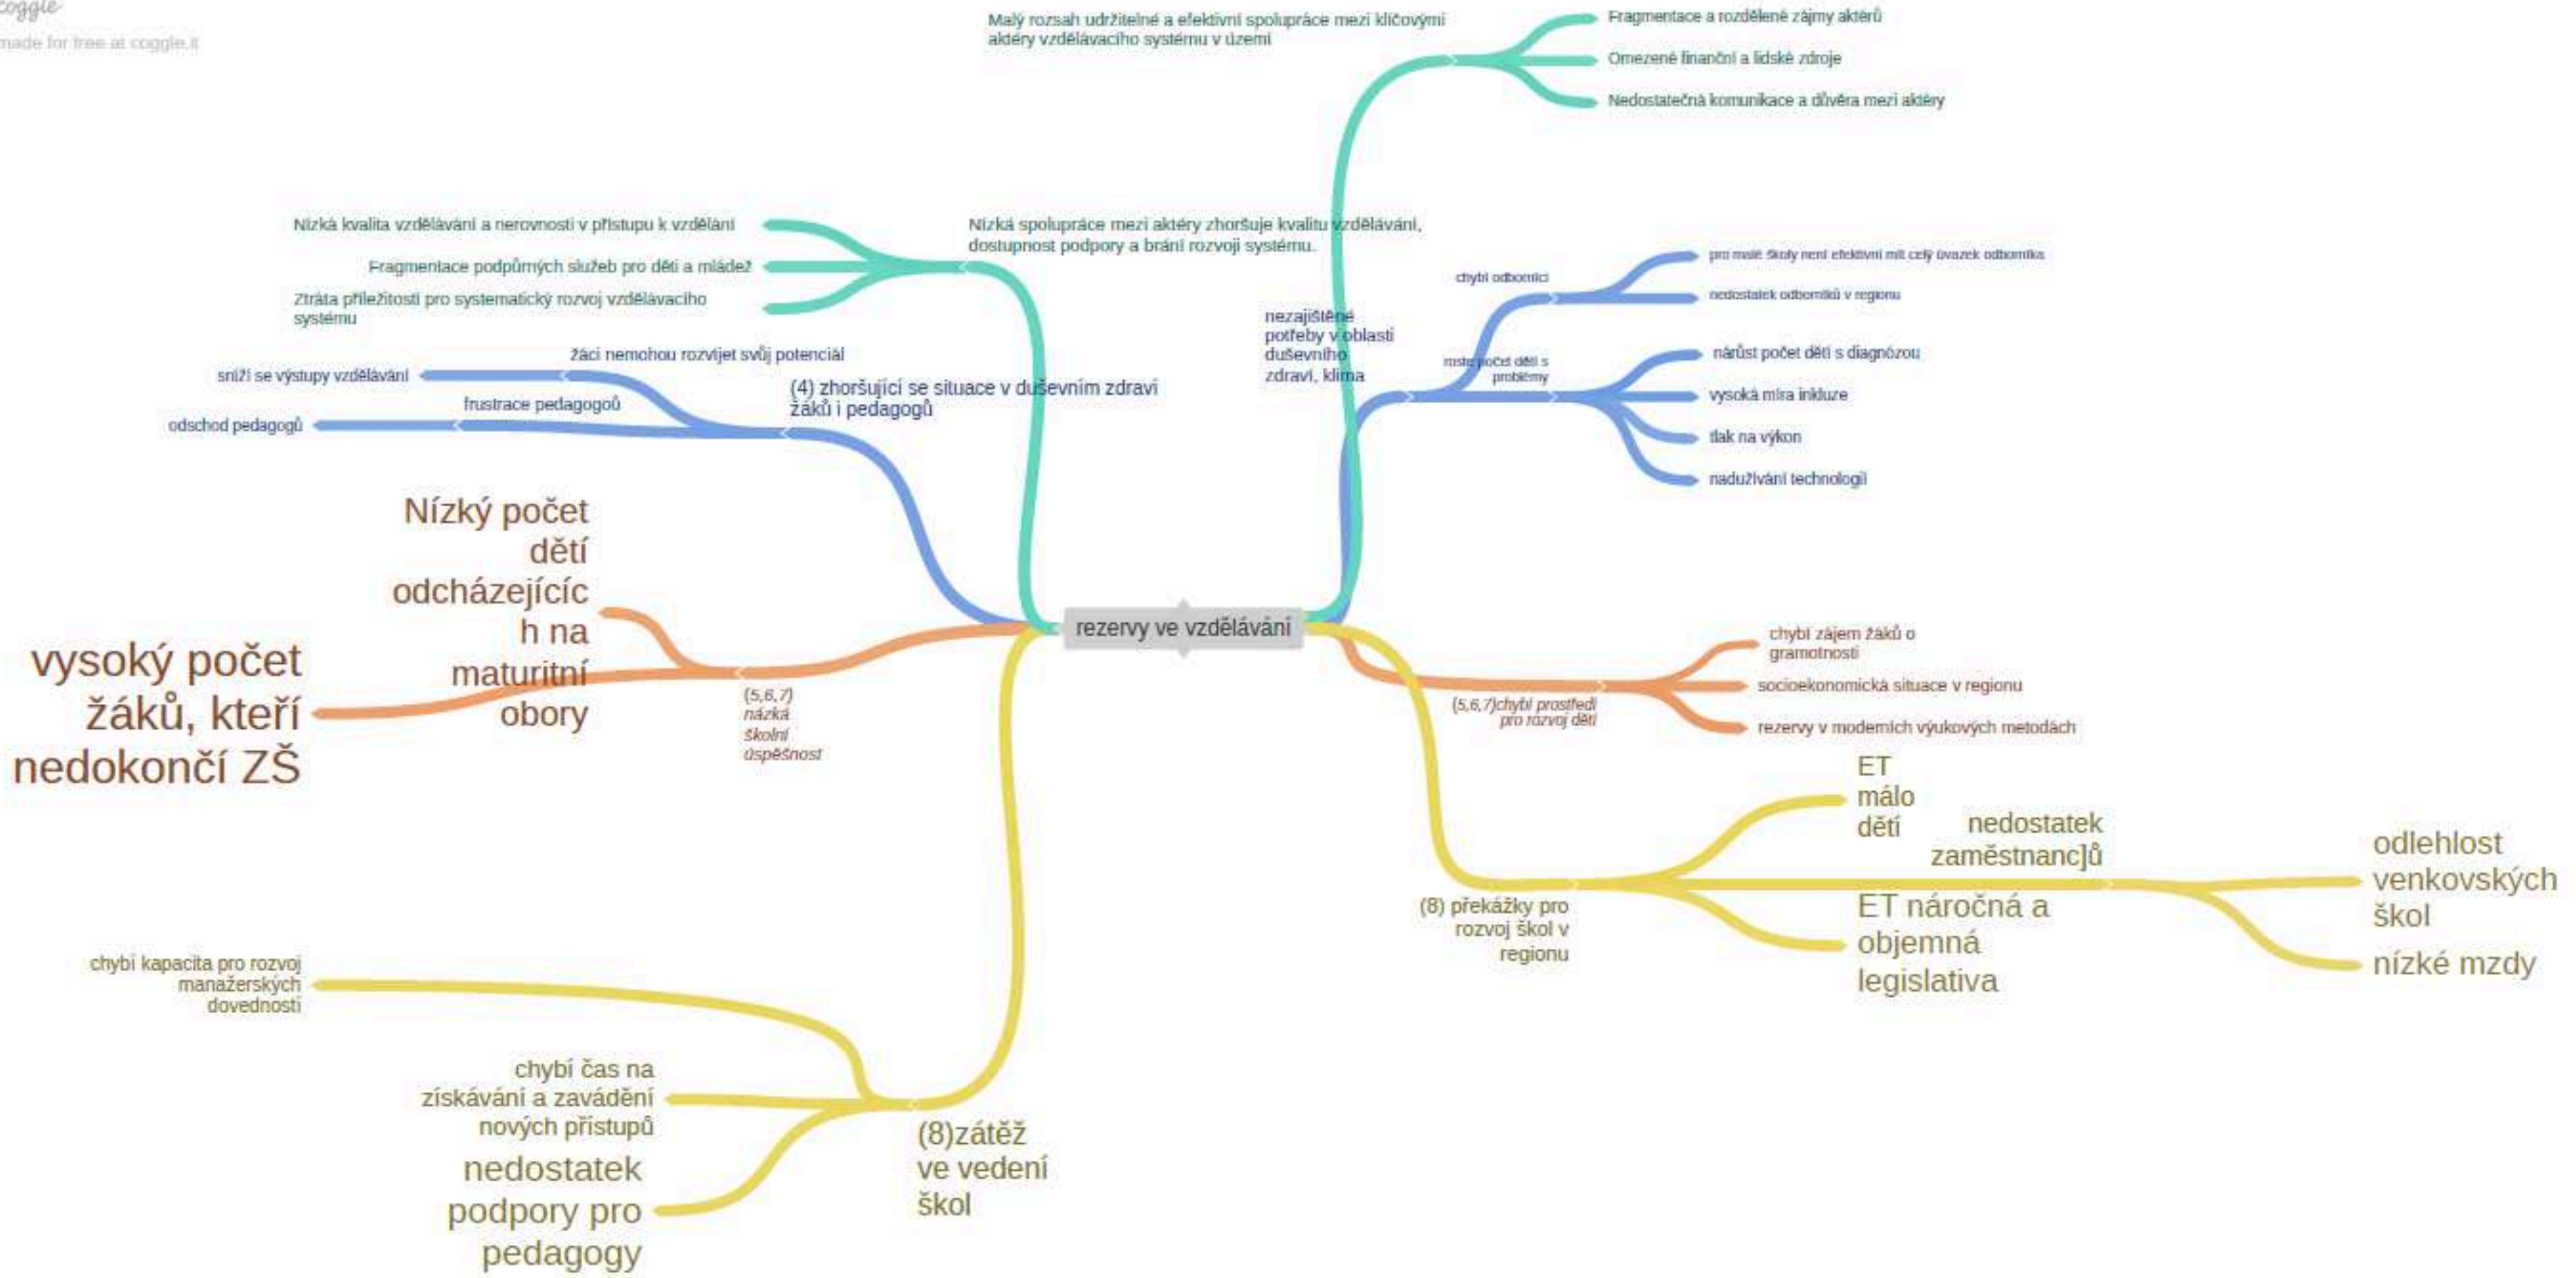 coggle
made for free at coggle.it
Malý rozsah udržitelné a efektivní spolupráce mezi klíčovými
aktéry vzdělávacího systému v území
Fragmentace a rozdělené zájmy aktérů
Omezené finanční a lidské zdroje
Nedostatečná komunikace a důvěra mezi aktéry
Nízká kvalita vzdělávání a nerovnosti v přístupu k vzdělání
Fragmentace podpůrných služeb pro děti a mládež
Ztráta příležitostí pro systematický rozvoj vzdělávacího
systému
Nízká spolupráce mezi aktéry zhoršuje kvalitu vzdělávání,
dostupnost podpory a brání rozvoji systému.
žáci nemohou rozvíjet svůj potenciál
sníží se výstupy vzdělávání
frustrace pedagogoů
odschod pedagogů
(4) zhoršující se situace v duševním zdraví
žáků i pedagogů
nezajištěné
potřeby v oblasti
duševního
zdraví, klima
chybí odborníci
pro malé školy není efektivní mít celý úvazek odborníka
nedostatek odborníků v regionu
roste počet dětí s
problémy
nárůst počet dětí s diagnózou
vysoká míra inkluze
tlak na výkon
nadužívání technologií
Nízký počet
dětí
odcházejícíc
h na
maturitní
obory
vysoký počet
žáků, kteří
nedokončí ZŠ
(5,6,7)
názká
školní
úspěšnost
rezervy ve vzdělávání
(5,6,7)chybí prostředí
pro rozvoj dětí
chybí zájem žáků o
gramotnosti
socioekonomická situace v regionu
rezervy v moderních výukových metodách
ET
málo
dětí
nedostatek
zaměstnanc]ů
odlehlost
venkovských
škol
nízké mzdy
ET náročná a
objemná
legislativa
(8) překážky pro
rozvoj škol v
regionu
chybí kapacita pro rozvoj
manažerských
dovedností
chybí čas na
získávání a zavádění
nových přístupů
nedostatek
podpory pro
pedagogy
(8)zátěž
ve vedení
škol